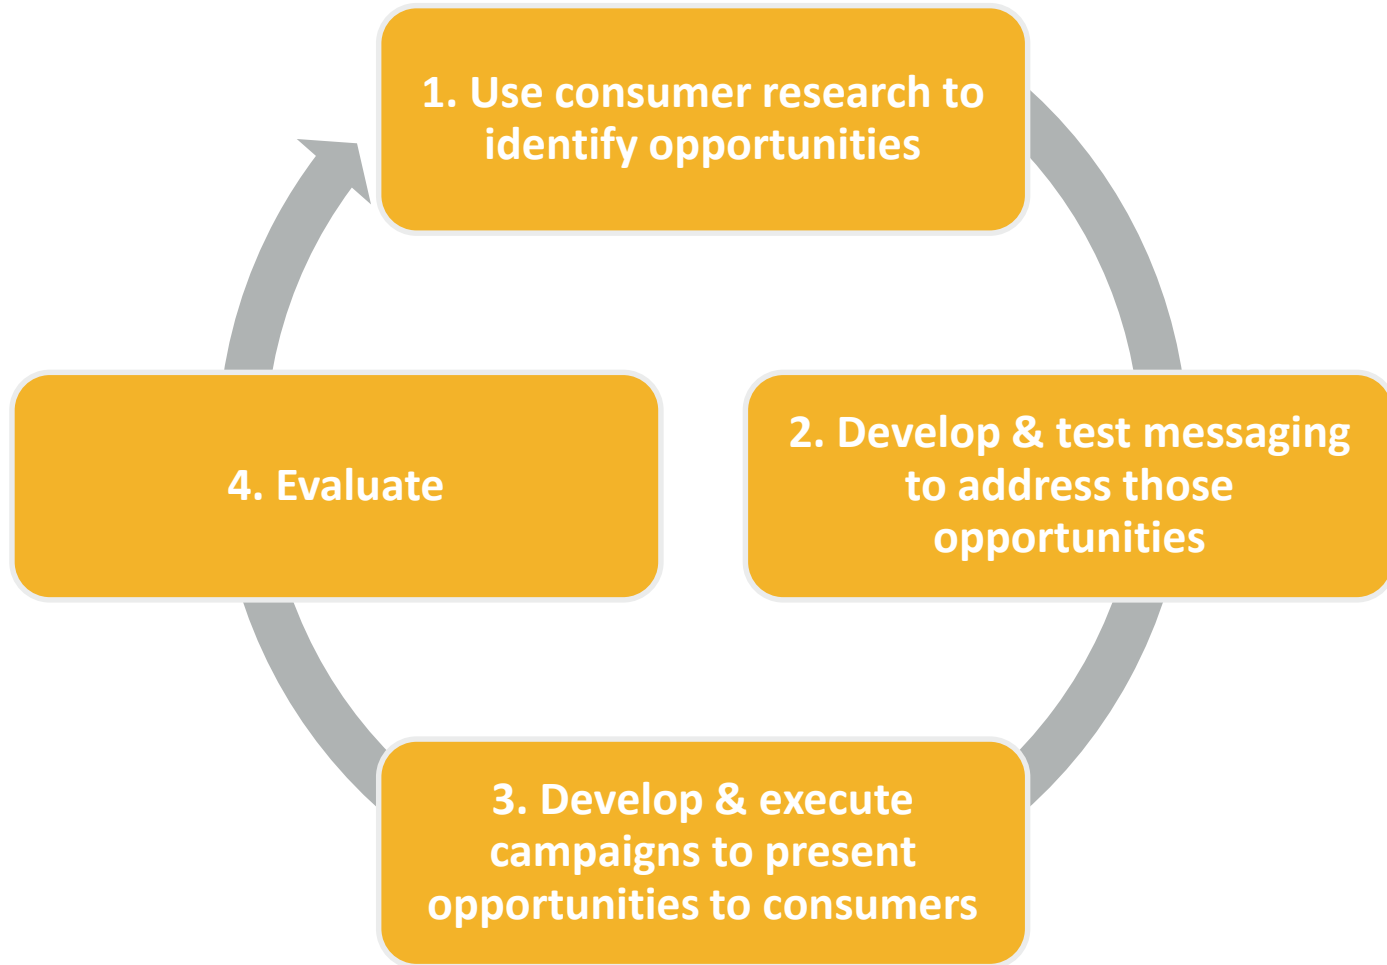 1. Use consumer research to
identify opportunities
2. Develop & test messaging
to address those
opportunities
3. Develop & execute
campaigns to present
opportunities to consumers
4. Evaluate